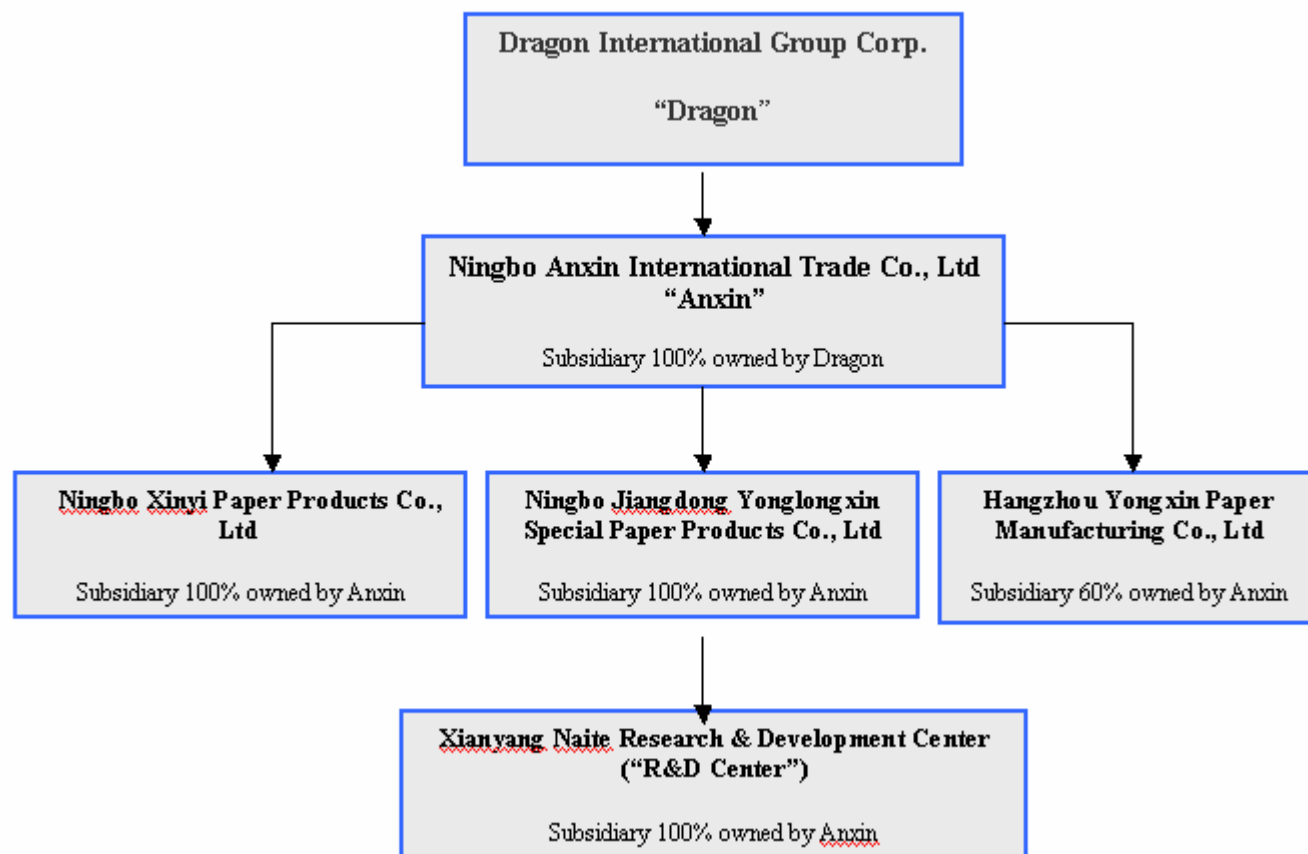 Dragon International Group Corp.
“Dragon”
Ningbo Anxin International Trade Co., Ltd
“Anxin”
Subsidiary 100% owned by Dragon
Ningbo Xinyi Paper Products Co.,
Ltd
Subsidiary 100% owned by Anxin
Ningbo Jiangdong Yonglongxin
Special Paper Products Co., Ltd
Subsidiary 100% owned by Anxin
Hangzhou Yongxin Paper
Manufacturing Co., Ltd
Subsidiary 60% owned by Anxin
Xianyang Naite Research & Development Center
(“R&D Center”)
Subsidiary 100% owned by Anxin